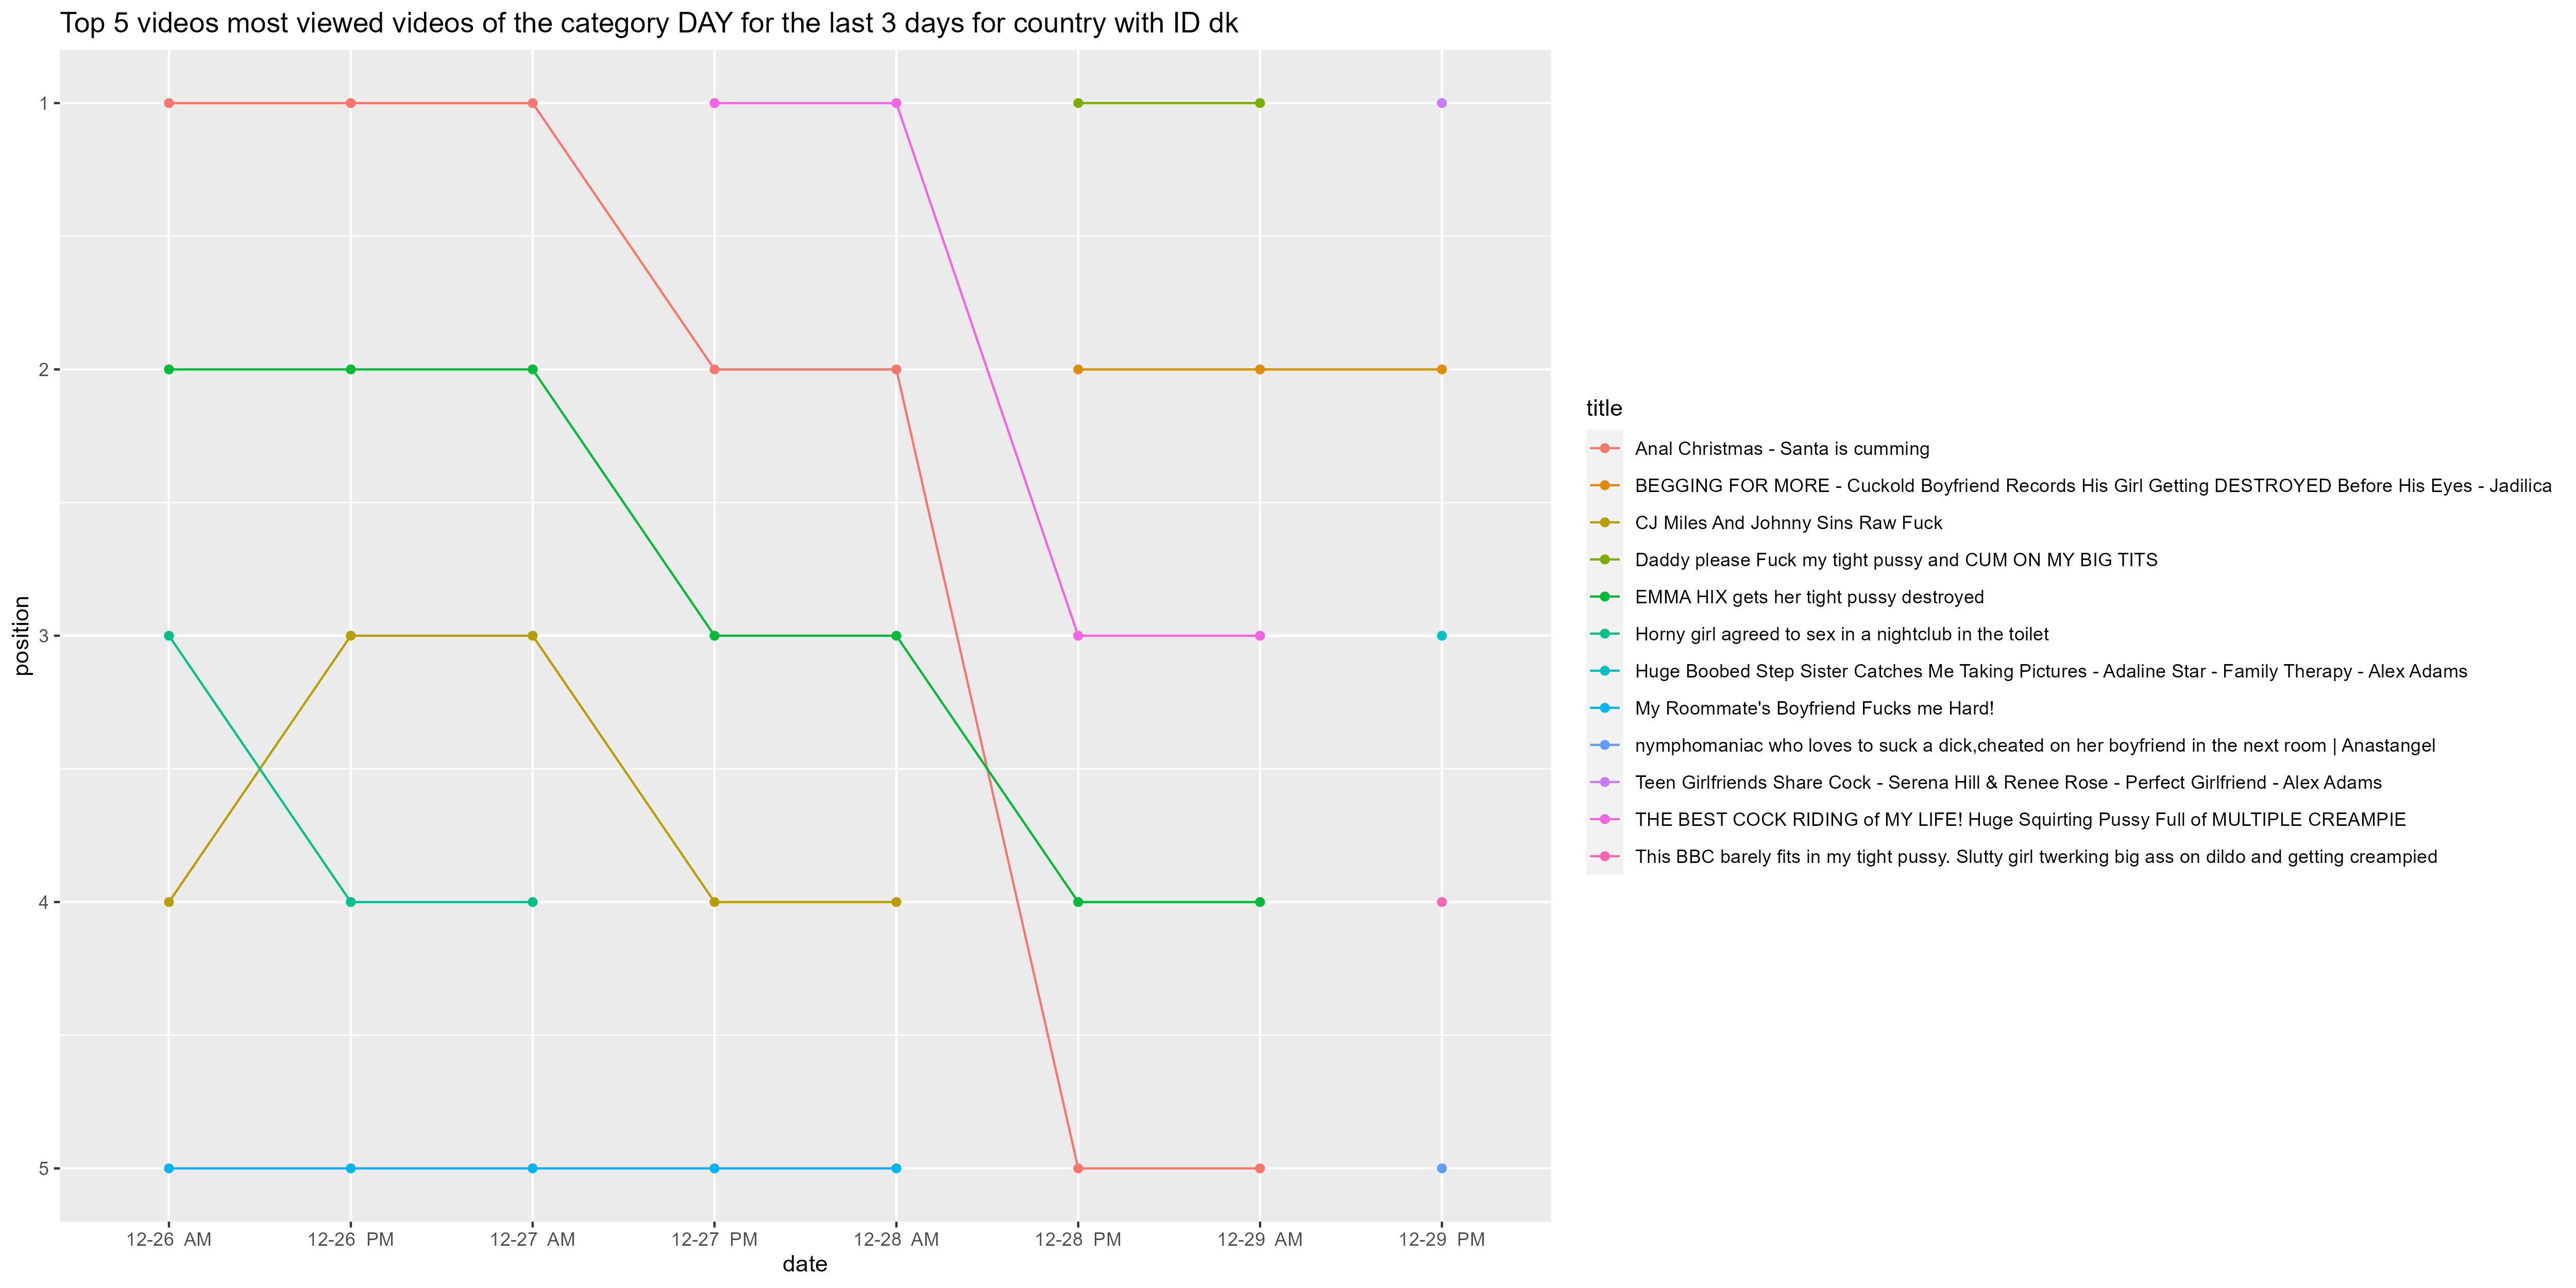 Top 5 videos most viewed videos of the category DAY for the last 3 days for country with ID dk
position
1
2
3
4
5
12-26 AM
12-26 PM
12-27 AM
12-27 PM
12-28 AM
12-28 PM
12-29 AM
12-29 PM
date
title
Anal Christmas - Santa is cumming
BEGGING FOR MORE - Cuckold Boyfriend Records His Girl Getting DESTROYED Before His Eyes - Jadilica
CJ Miles And Johnny Sins Raw Fuck
Daddy please Fuck my tight pussy and CUM ON MY BIG TITS
EMMA HIX gets her tight pussy destroyed
Horny girl agreed to sex in a nightclub in the toilet
Huge Boobed Step Sister Catches Me Taking Pictures - Adaline Star - Family Therapy - Alex Adams
My Roommate's Boyfriend Fucks me Hard!
nymphomaniac who loves to suck a dick,cheated on her boyfriend in the next room | Anastangel
Teen Girlfriends Share Cock - Serena Hill & Renee Rose - Perfect Girlfriend - Alex Adams
THE BEST COCK RIDING of MY LIFE! Huge Squirting Pussy Full of MULTIPLE CREAMPIE
This BBC barely fits in my tight pussy. Slutty girl twerking big ass on dildo and getting creampied